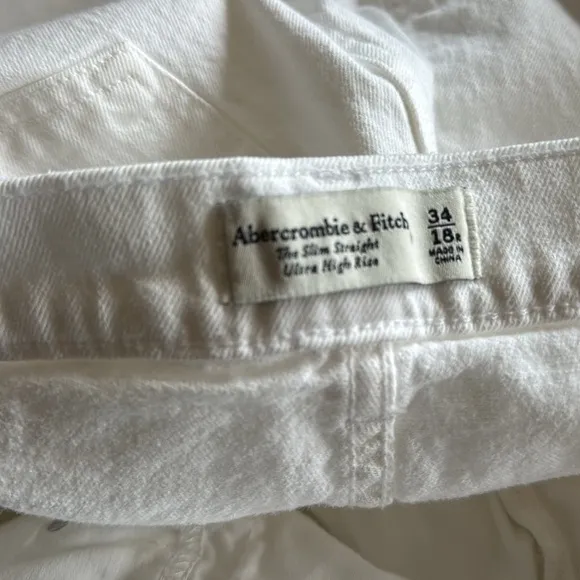 Abercrombie & Fitch
The Slim Straight
Ultra High Rise
34
18R
MADE IN
CHINA